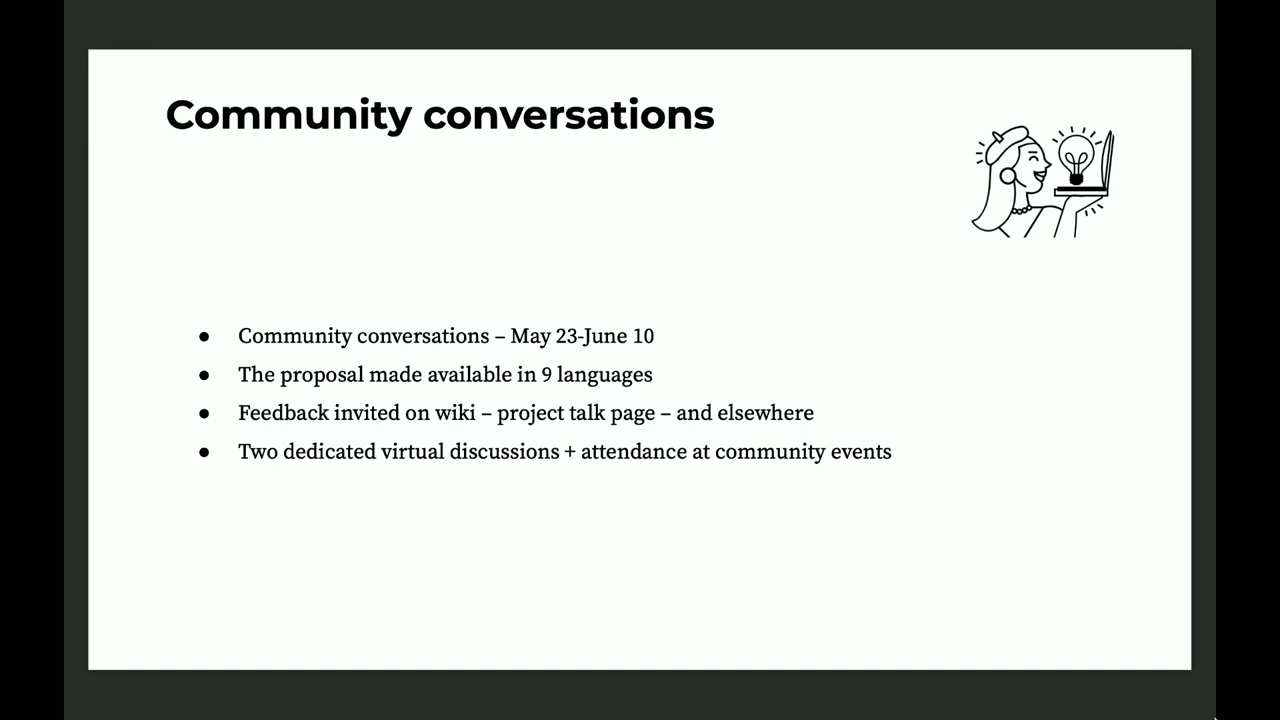 Community conversations
● Community conversations – May 23-June 10
● The proposal made available in 9 languages
● Feedback invited on wiki – project talk page – and elsewhere
● Two dedicated virtual discussions + attendance at community events